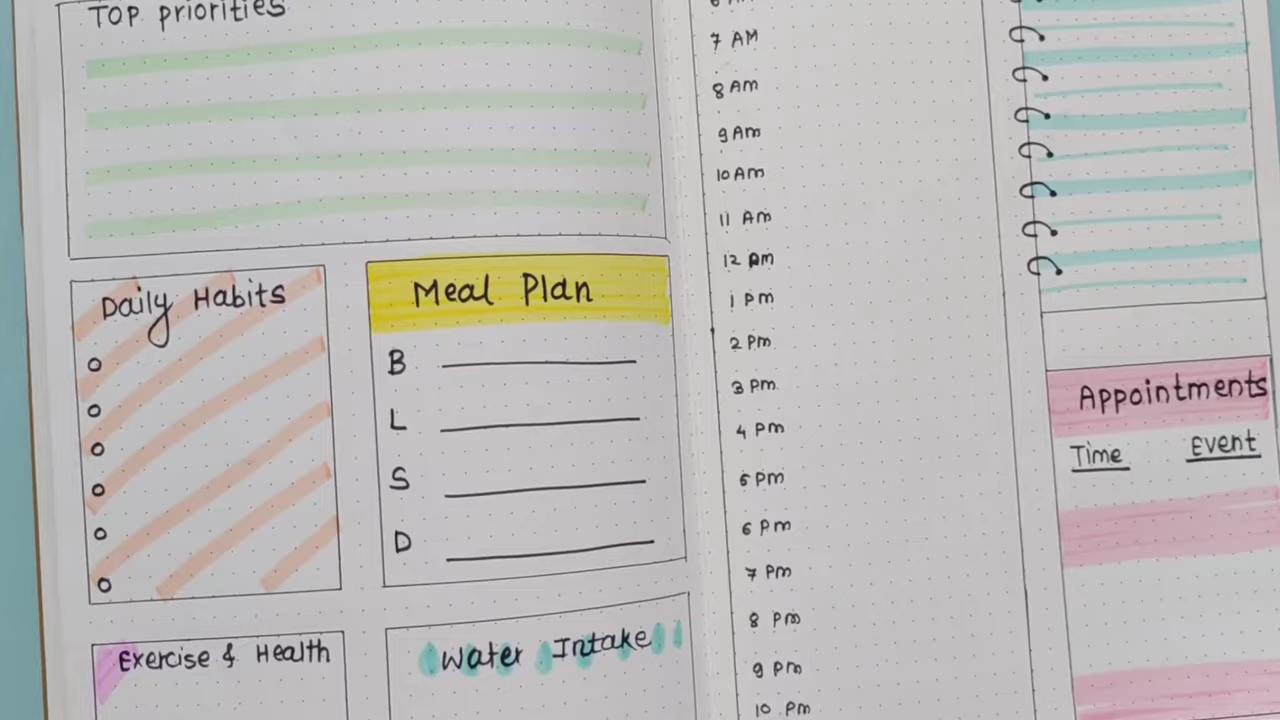 Top priorities
Daily Habits
Meal Plan
B
L
S
D
Exercise & Health
Water Intake
7 AM
8 Am
9 Am
10 Am
11 Am
12 pm
1 pm
2 Pm
3 Pm
4 Pm
5 Pm
6 Pm
7 Pm
8 Pm
9 Pm
10 Pm
Appointments
Time Event